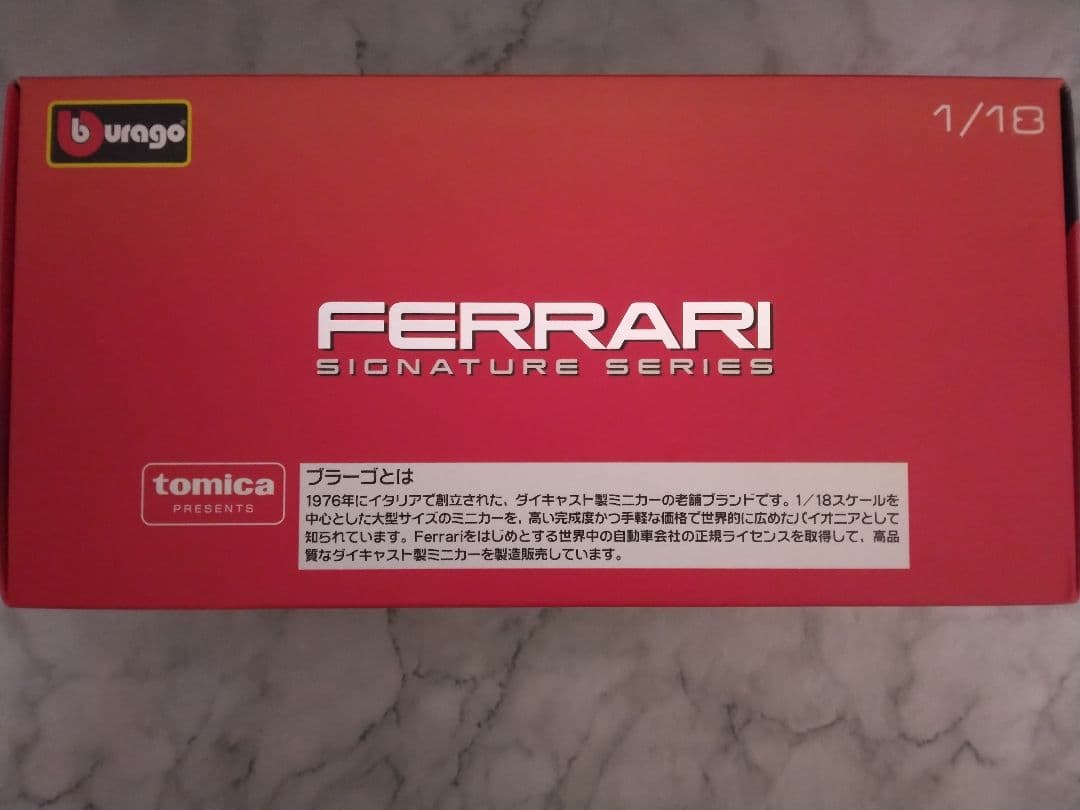 burago
1/18
FERRARI
SIGNATURE SERIES
tomica
PRESENTS
ブラーゴとは
1976年にイタリアで創立された、ダイキャスト製ミニカーの老舗ブランドです。1/18スケールを
中心とした大型サイズのミニカーを、高い完成度かつ手軽な価格で世界的に広めたパイオニアとして
知られています。Ferrariをはじめとする世界中の自動車会社の正規ライセンスを取得して、高品
質なダイキャスト製ミニカーを製造販売しています。